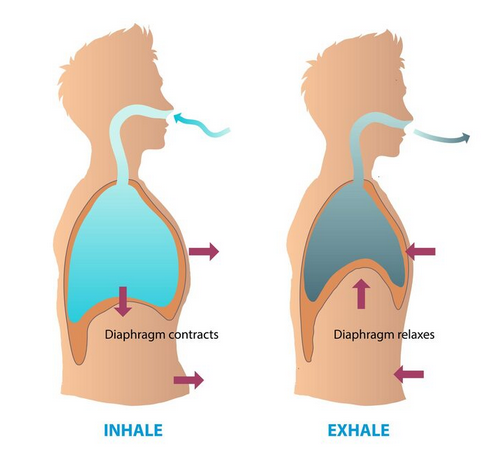 Diaphragm contracts
Diaphragm relaxes
INHALE
EXHALE